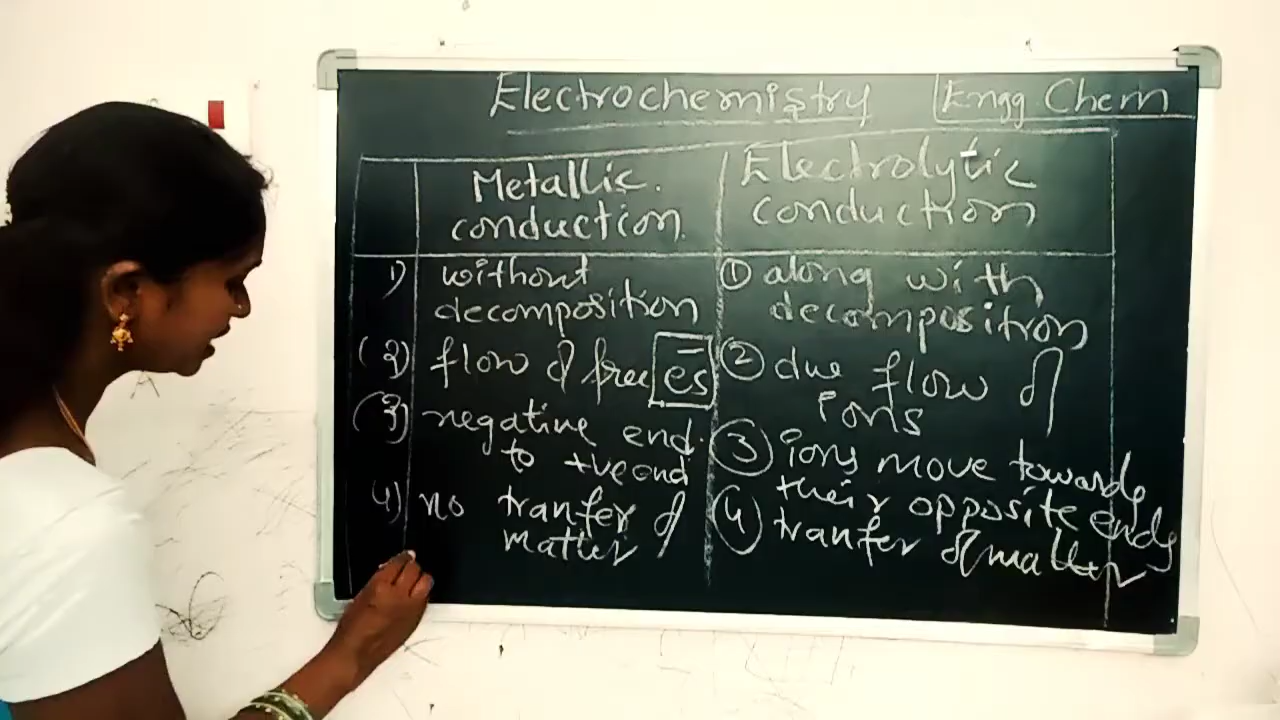 Electrochemistry Engg Chem
Metallic.
conduction.
Electrolytic
conduction
1) without
decomposition
① along with
decomposition
(2) flow of free ēs
② due flow of
ions
(3) negative end.
to +ve end
③ ions move towards
their opposite ends
4) no tranfer of
matter
④ tranfer of matter